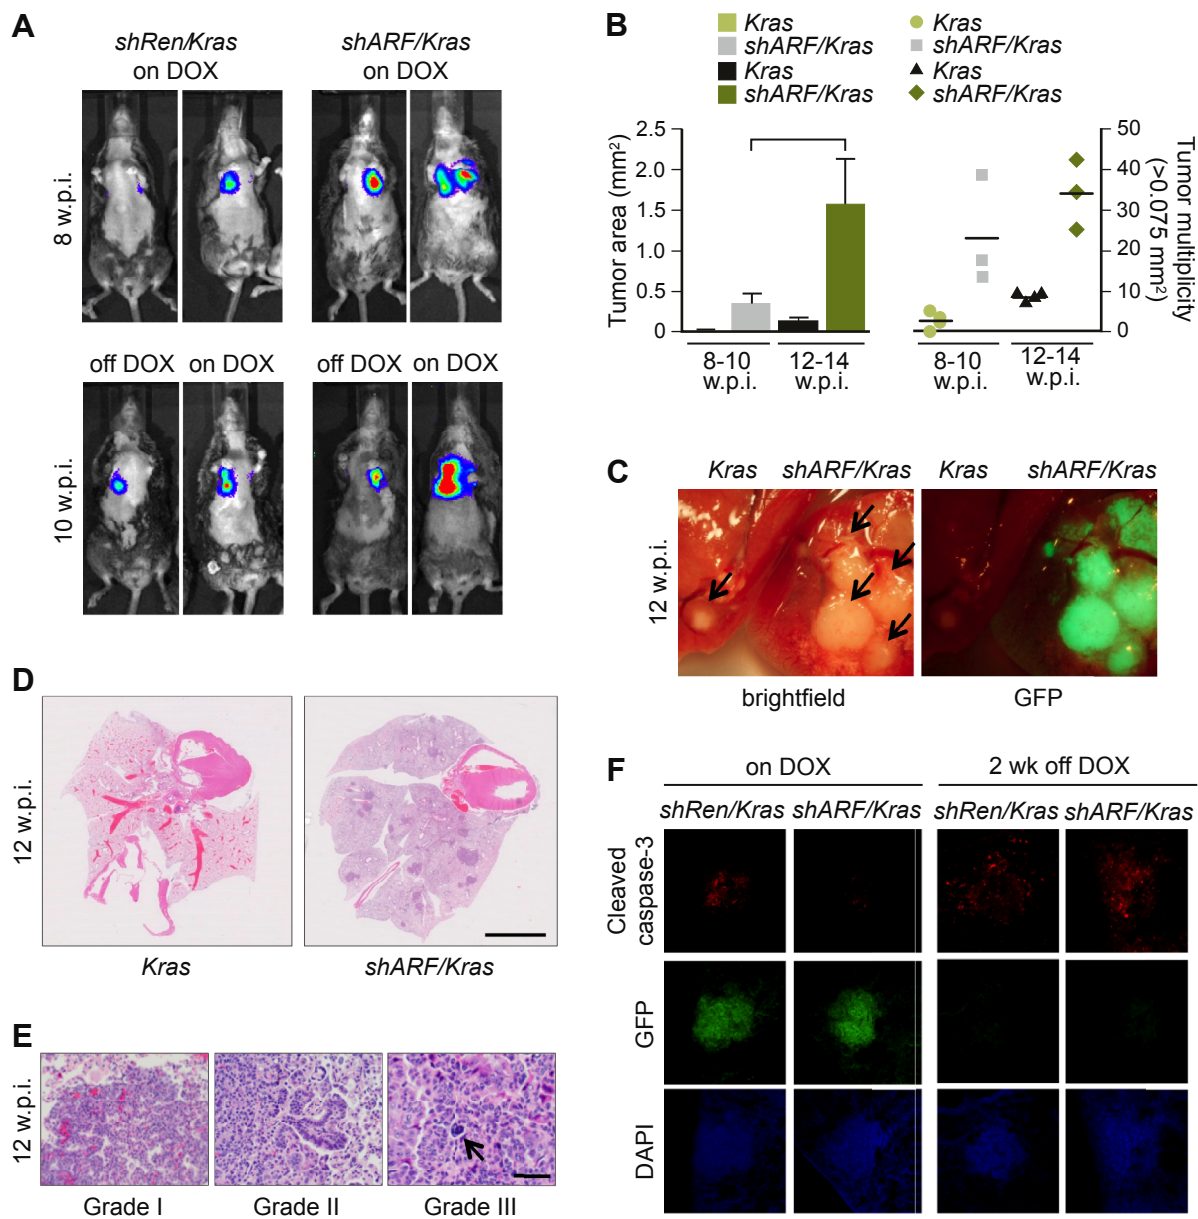 A
shRen/Kras
on DOX
shARF/Kras
on DOX
8 w.p.i.
off DOX
on DOX
off DOX
on DOX
10 w.p.i.
B
Kras
shARF/Kras
Kras
shARF/Kras
Kras
shARF/Kras
Kras
shARF/Kras
Tumor area (mm²)
2.5
2.0
1.5
1.0
0.5
0
8-10
w.p.i.
12-14
w.p.i.
50
40
30
20
10
0
Tumor multiplicity
(>0.075 mm²)
8-10
w.p.i.
12-14
w.p.i.
C
Kras
shARF/Kras
Kras
shARF/Kras
12 w.p.i.
brightfield
GFP
D
12 w.p.i.
Kras
shARF/Kras
E
12 w.p.i.
Grade I
Grade II
Grade III
F
on DOX
2 wk off DOX
shRen/Kras
shARF/Kras
shRen/Kras
shARF/Kras
Cleaved
caspase-3
GFP
DAPI